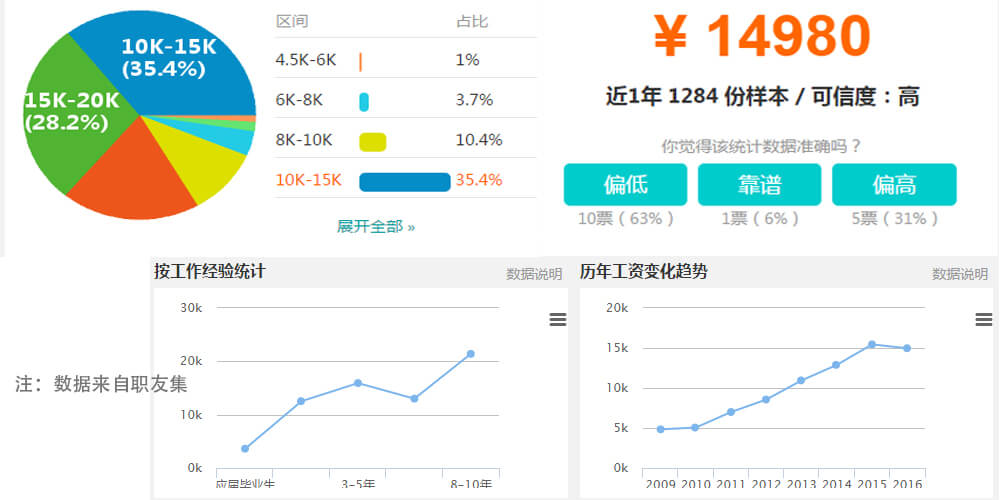 10K-15K
(35.4%)
15K-20K
(28.2%)
区间 占比
4.5K-6K 1%
6K-8K 3.7%
8K-10K 10.4%
10K-15K 35.4%
展开全部 »
¥ 14980
近1年 1284 份样本 / 可信度：高
你觉得该统计数据准确吗？
偏低 靠谱 偏高
10票（63%） 1票（6%） 5票（31%）
按工作经验统计 数据说明
30k
20k
10k
0k
应届毕业生 3-5年 8-10年
历年工资变化趋势 数据说明
20k
15k
10k
5k
0k
2009 2010 2011 2012 2013 2014 2015 2016
注：数据来自职友集